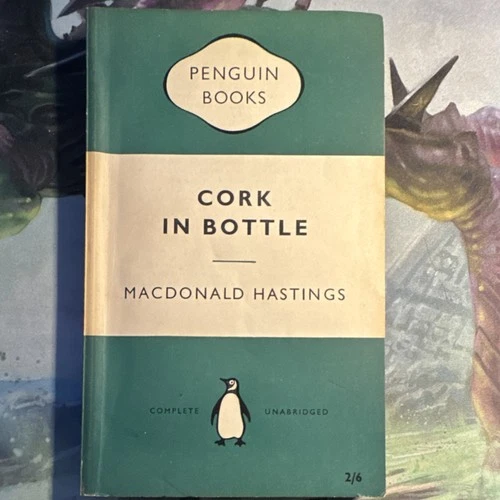 PENGUIN
BOOKS
CORK
IN BOTTLE
MACDONALD HASTINGS
COMPLETE UNABRIDGED
2/6